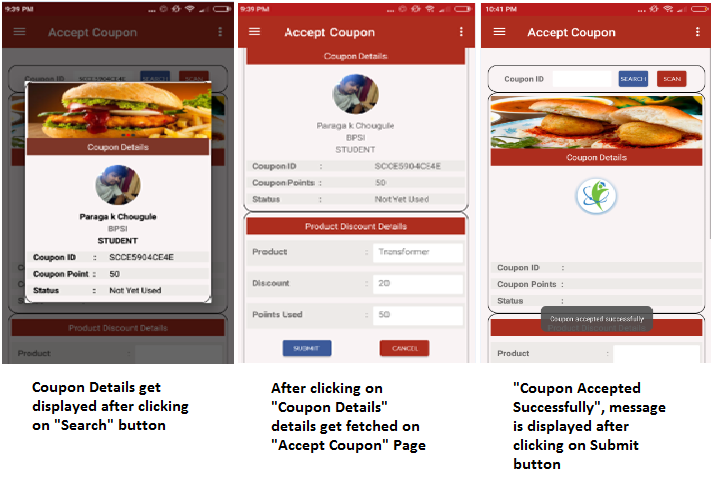 9:39 PM
Accept Coupon
Coupon ID SCCE5904CE4E SEARCH SCAN
Coupon Details
Paraga k Chougule
BPSI
STUDENT
Coupon ID : SCCE5904CE4E
Coupon Point : 50
Status : Not Yet Used
Product Discount Details
Product :
Coupon Details get
displayed after clicking
on "Search" button
9:39 PM
Accept Coupon
Coupon Details
Paraga k Chougule
BPSI
STUDENT
Coupon ID : SCCE5904CE4E
Coupon Points : 50
Status : Not Yet Used
Product Discount Details
Product : Transformer
Discount : 20
Points Used : 50
SUBMIT CANCEL
After clicking on
"Coupon Details"
details get fetched on
"Accept Coupon" Page
10:41 PM
Accept Coupon
Coupon ID SEARCH SCAN
Coupon Details
Coupon ID :
Coupon Points :
Status :
Coupon accepted successfully
Product Discount Details
Product :
"Coupon Accepted
Successfully", message
is displayed after
clicking on Submit
button